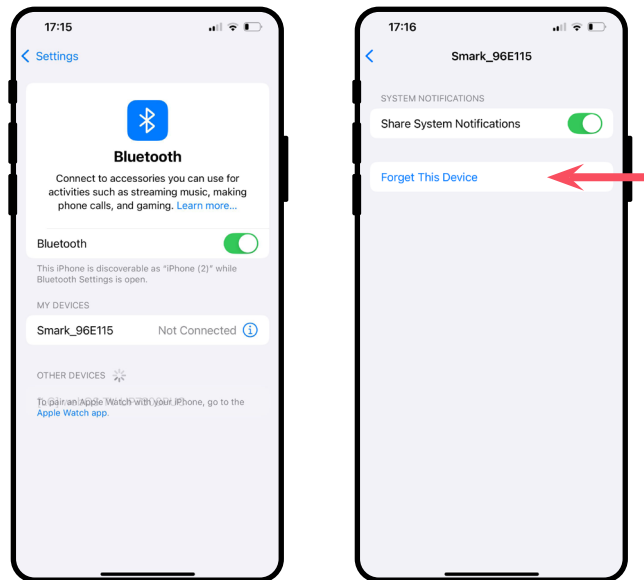 17:15
Settings
Bluetooth
Connect to accessories you can use for
activities such as streaming music, making
phone calls, and gaming. Learn more...
Bluetooth
This iPhone is discoverable as "iPhone (2)" while
Bluetooth Settings is open.
MY DEVICES
Smark_96E115 Not Connected
OTHER DEVICES
To pair an Apple Watch with your iPhone, go to the
Apple Watch app.
17:16
Smark_96E115
SYSTEM NOTIFICATIONS
Share System Notifications
Forget This Device